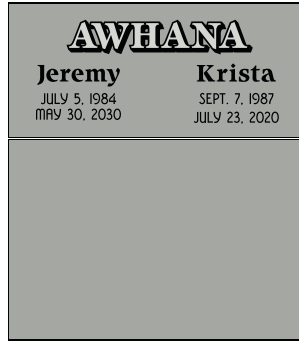 AWHANA
Jeremy Krista
JULY 5, 1984 SEPT. 7, 1987
MAY 30, 2030 JULY 23, 2020